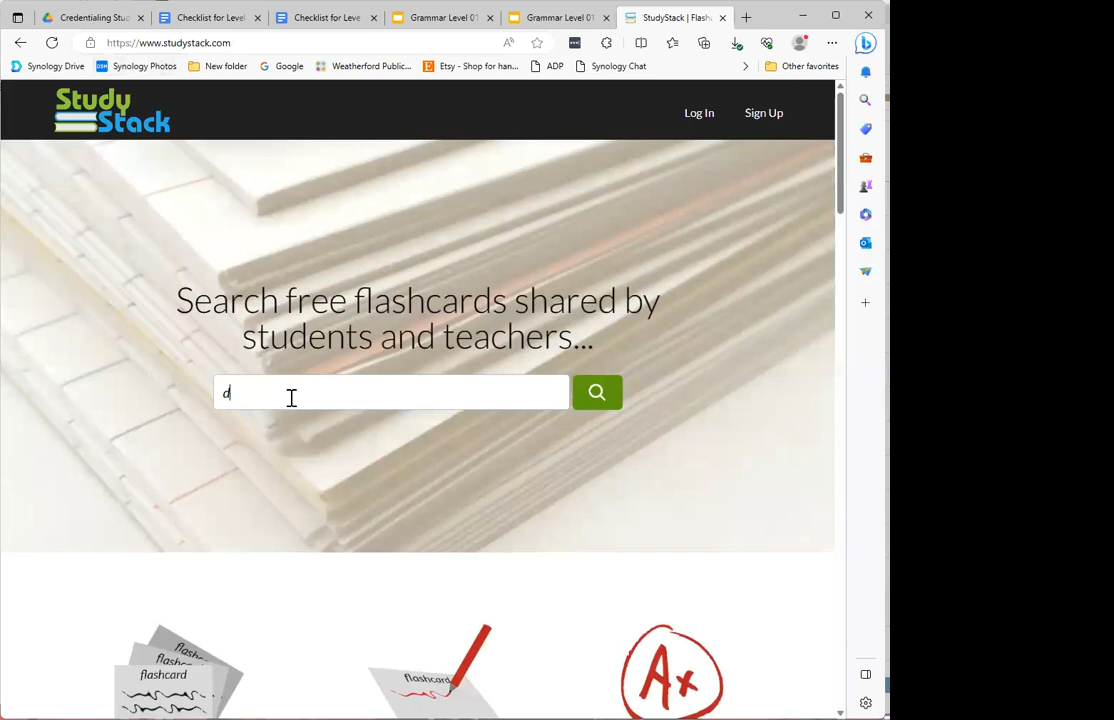 Credentialing Stu
Checklist for Level
Checklist for Leve
Grammar Level 01
Grammar Level 01
StudyStack | Flash
https://www.studystack.com
Synology Drive
Synology Photos
New folder
Google
Weatherford Public...
Etsy - Shop for han...
ADP
Synology Chat
Other favorites
Study
Stack
Log In
Sign Up
Search free flashcards shared by
students and teachers...
d
flashcard
flashcard
A+